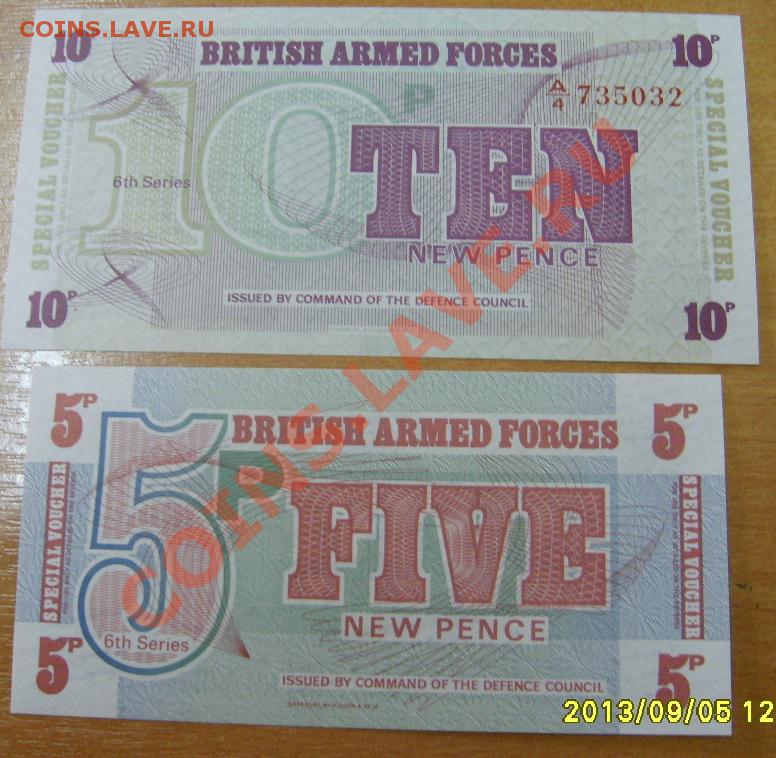 COINS.LAVE.RU
10P
BRITISH ARMED FORCES
10P
A/4 735032
SPECIAL VOUCHER
10P
6th Series
TEN
NEW PENCE
SPECIAL VOUCHER
ISSUED BY COMMAND OF THE DEFENCE COUNCIL
10P
10P
COINS.LAVE.RU
5P
BRITISH ARMED FORCES
5P
SPECIAL VOUCHER
5P
FIVE
NEW PENCE
SPECIAL VOUCHER
6th Series
5P
ISSUED BY COMMAND OF THE DEFENCE COUNCIL
5P
2013/09/05 12